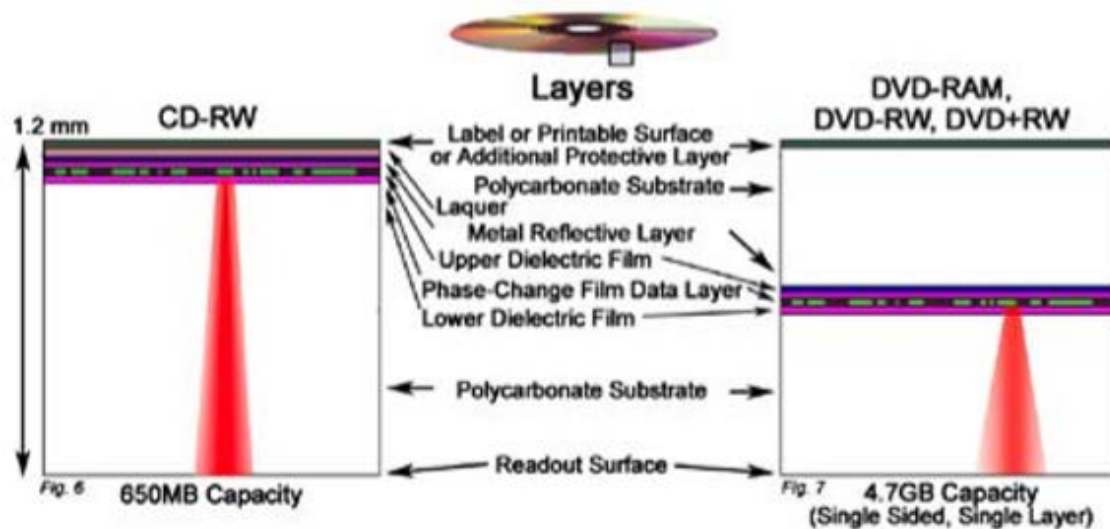 Layers
CD-RW
1.2 mm
DVD-RAM,
DVD-RW, DVD+RW
Label or Printable Surface
or Additional Protective Layer
Polycarbonate Substrate
Laquer
Metal Reflective Layer
Upper Dielectric Film
Phase-Change Film Data Layer
Lower Dielectric Film
Polycarbonate Substrate
Readout Surface
Fig. 6
650MB Capacity
Fig. 7
4.7GB Capacity
(Single Sided, Single Layer)